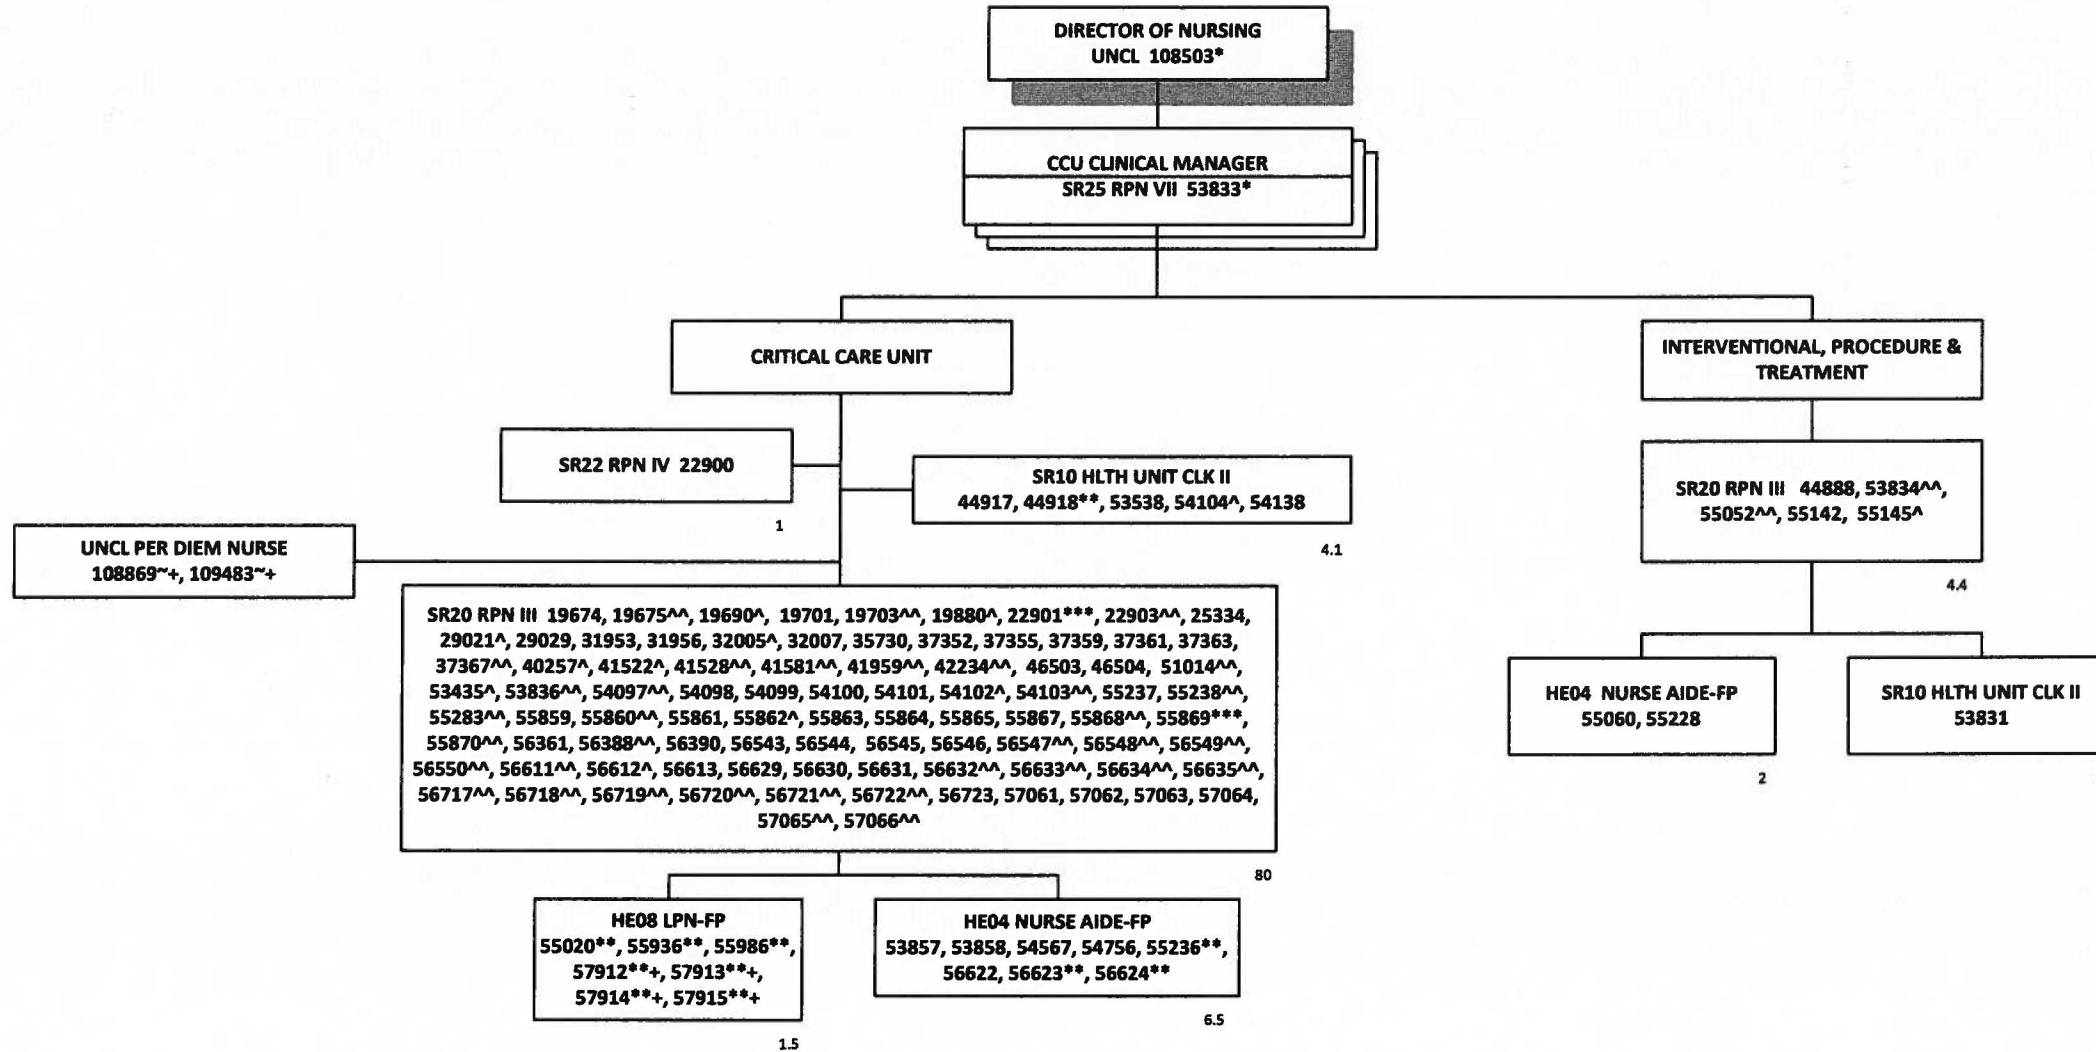 DIRECTOR OF NURSING
UNCL 108503*
CCU CLINICAL MANAGER
SR25 RPN VII 53833*
CRITICAL CARE UNIT
INTERVENTIONAL, PROCEDURE &
TREATMENT
SR22 RPN IV 22900
1
SR10 HLTH UNIT CLK II
44917, 44918**, 53538, 54104^, 54138
4.1
SR20 RPN III 44888, 53834^^,
55052^^, 55142, 55145^
4.4
UNCL PER DIEM NURSE
108869~+, 109483~+
SR20 RPN III 19674, 19675^^, 19690^, 19701, 19703^^, 19880^, 22901***, 22903^^, 25334,
29021^, 29029, 31953, 31956, 32005^, 32007, 35730, 37352, 37355, 37359, 37361, 37363,
37367^^, 40257^, 41522^, 41528^^, 41581^^, 41959^^, 42234^^, 46503, 46504, 51014^^,
53435^, 53836^^, 54097^^, 54098, 54099, 54100, 54101, 54102^, 54103^^, 55237, 55238^^,
55283^^, 55859, 55860^^, 55861, 55862^, 55863, 55864, 55865, 55867, 55868^^, 55869***,
55870^^, 56361, 56388^^, 56390, 56543, 56544, 56545, 56546, 56547^^, 56548^^, 56549^^,
56550^^, 56611^^, 56612^, 56613, 56629, 56630, 56631, 56632^^, 56633^^, 56634^^, 56635^^,
56717^^, 56718^^, 56719^^, 56720^^, 56721^^, 56722^^, 56723, 57061, 57062, 57063, 57064,
57065^^, 57066^^
80
HE04 NURSE AIDE-FP
55060, 55228
2
SR10 HLTH UNIT CLK II
53831
HE08 LPN-FP
55020**, 55936**, 55986**,
57912**+, 57913**+,
57914**+, 57915**+
1.5
HE04 NURSE AIDE-FP
53857, 53858, 54567, 54756, 55236**,
56622, 56623**, 56624**
6.5